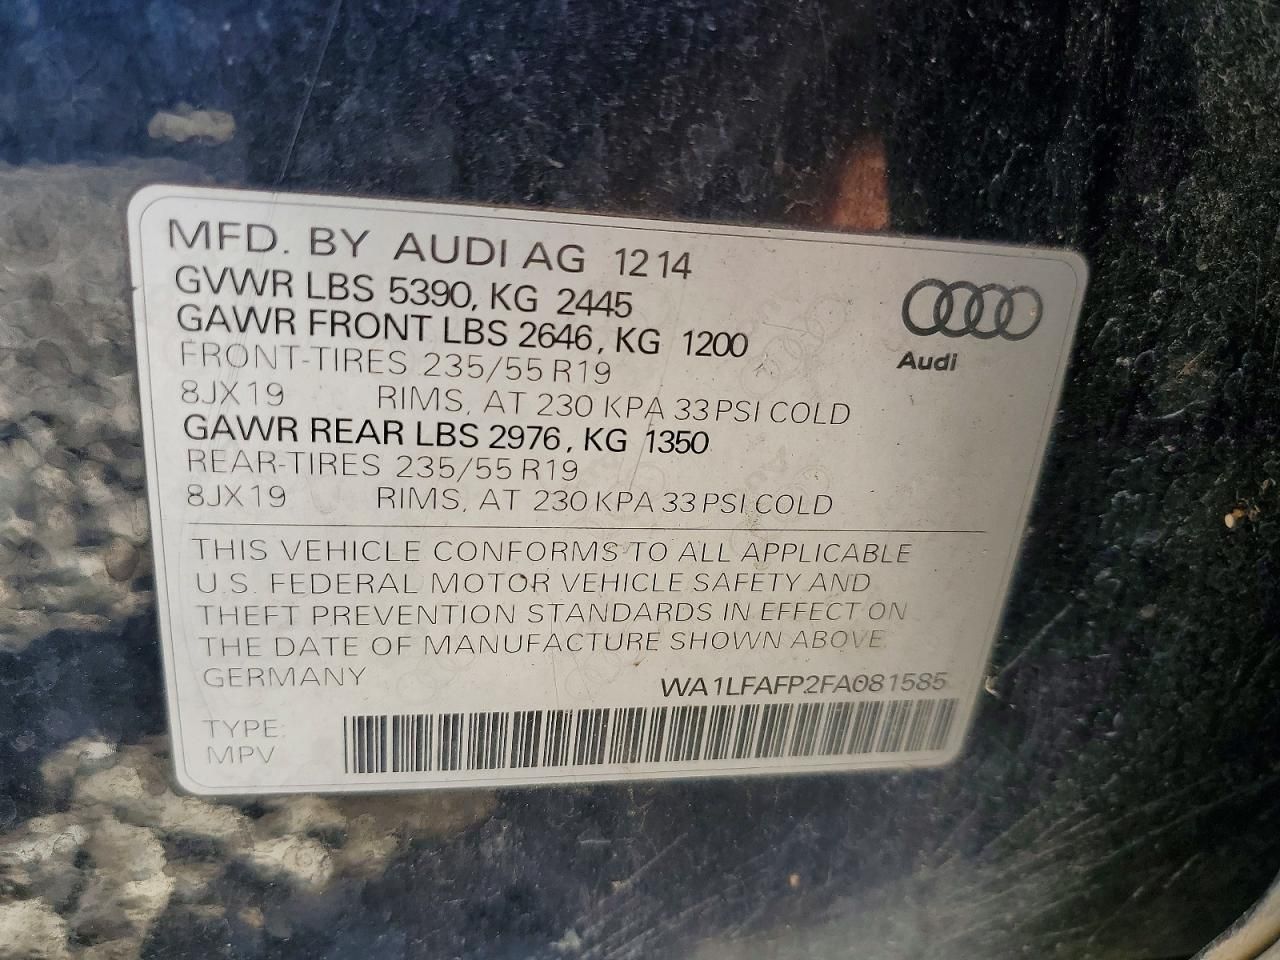 MFD. BY AUDI AG 12 14
GVWR LBS 5390, KG 2445
GAWR FRONT LBS 2646, KG 1200
FRONT-TIRES 235/55 R19
8JX19 RIMS, AT 230 KPA 33 PSI COLD
GAWR REAR LBS 2976, KG 1350
REAR-TIRES 235/55 R19
8JX19 RIMS, AT 230 KPA 33 PSI COLD
Audi
THIS VEHICLE CONFORMS TO ALL APPLICABLE
U.S. FEDERAL MOTOR VEHICLE SAFETY AND
THEFT PREVENTION STANDARDS IN EFFECT ON
THE DATE OF MANUFACTURE SHOWN ABOVE.
GERMANY
WA1LFAFP2FA081585
TYPE:
MPV